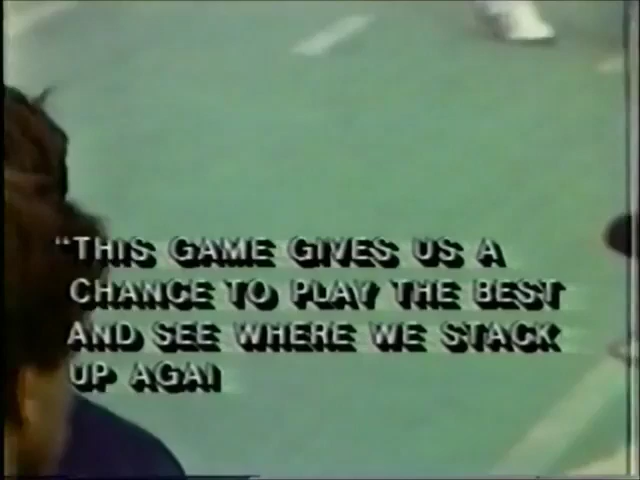 "THIS GAME GIVES US A
CHANCE TO PLAY THE BEST
AND SEE WHERE WE STACK
UP AGAI